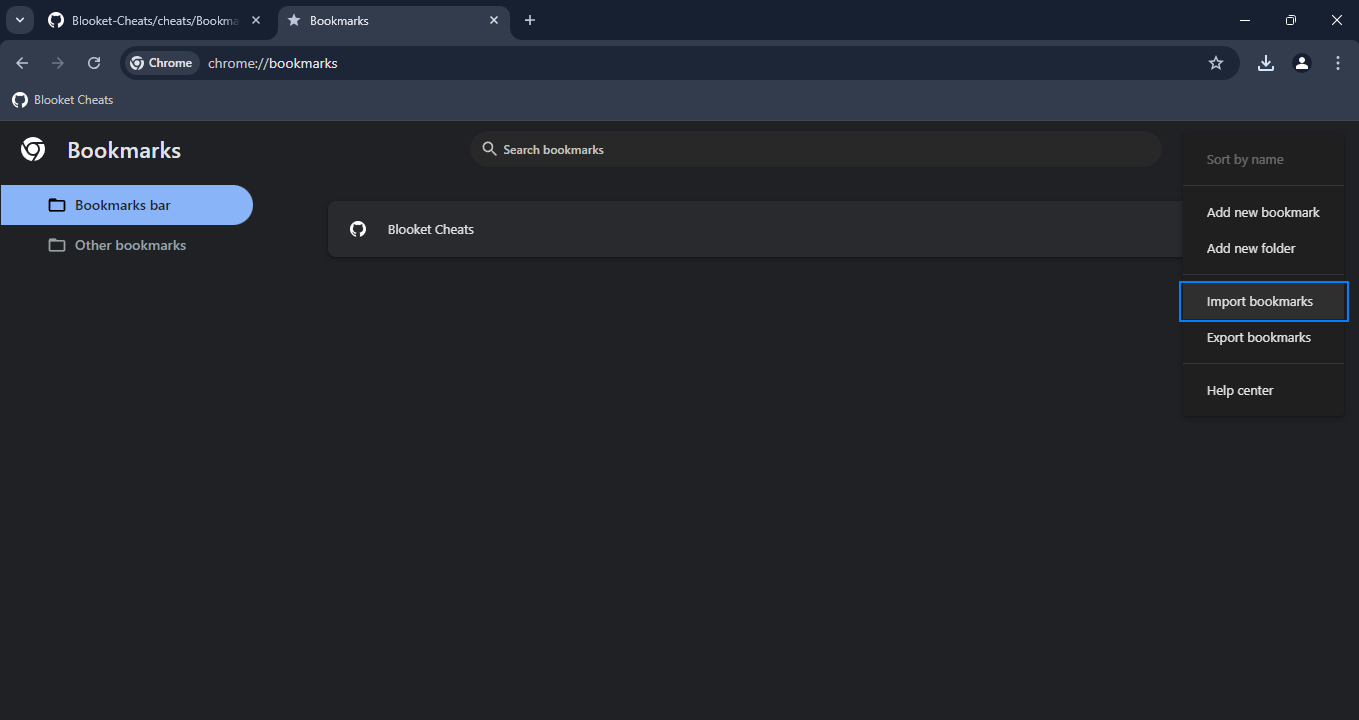 Blooket-Cheats/cheats/Bookma
Bookmarks
Chrome
chrome://bookmarks
Blooket Cheats
Bookmarks
Search bookmarks
Bookmarks bar
Other bookmarks
Blooket Cheats
Sort by name
Add new bookmark
Add new folder
Import bookmarks
Export bookmarks
Help center